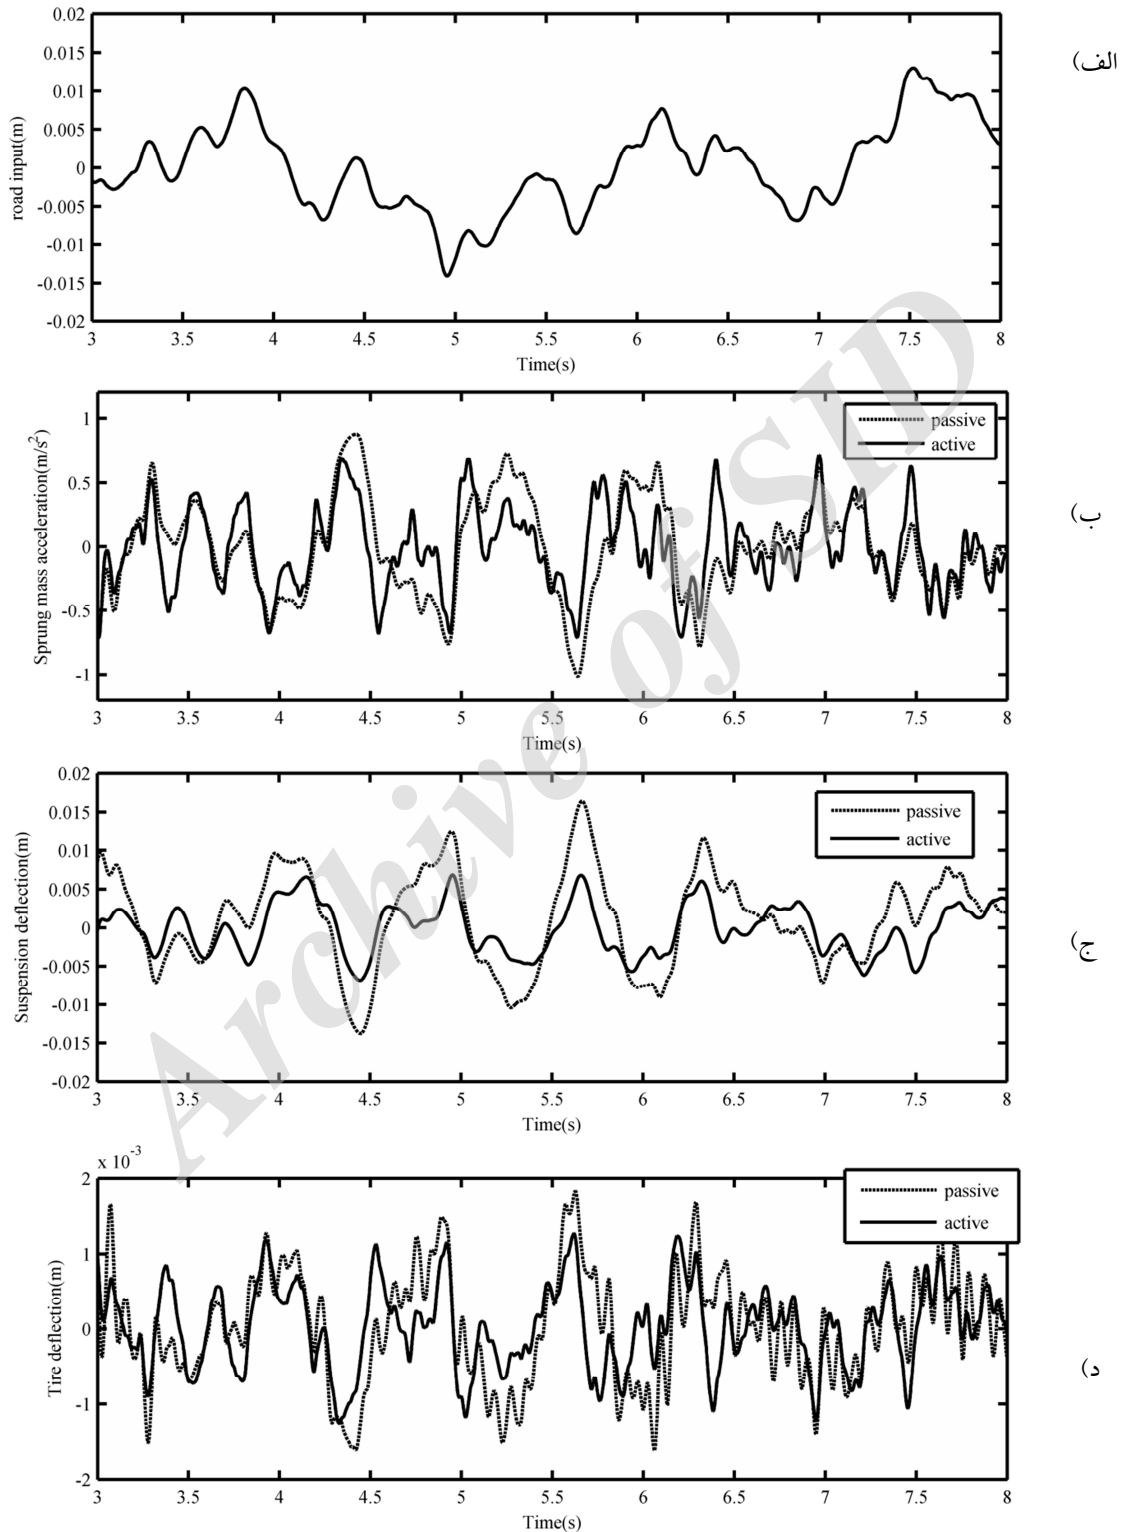 الف)
0.02
0.015
0.01
0.005
0
-0.005
-0.01
-0.015
-0.02
road input(m)
3 3.5 4 4.5 5 5.5 6 6.5 7 7.5 8
Time(s)
ب)
1
0.5
0
-0.5
-1
Sprung mass acceleration(m/s²)
passive
active
3 3.5 4 4.5 5 5.5 6 6.5 7 7.5 8
Time(s)
ج)
0.02
0.015
0.01
0.005
0
-0.005
-0.01
-0.015
-0.02
Suspension deflection(m)
passive
active
3 3.5 4 4.5 5 5.5 6 6.5 7 7.5 8
Time(s)
د)
x 10⁻³
2
1
0
-1
-2
Tire deflection(m)
passive
active
3 3.5 4 4.5 5 5.5 6 6.5 7 7.5 8
Time(s)
Archive of SID